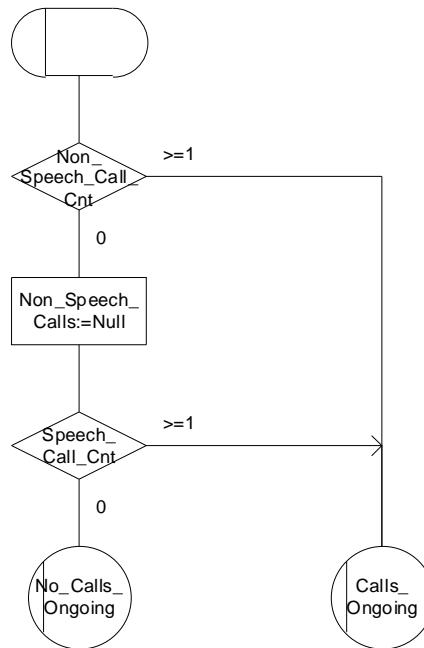 Non_
Speech_Call_
Cnt
>=1
0
Non_Speech_
Calls:=Null
Speech_
Call_Cnt
>=1
0
No_Calls_
Ongoing
Calls_
Ongoing